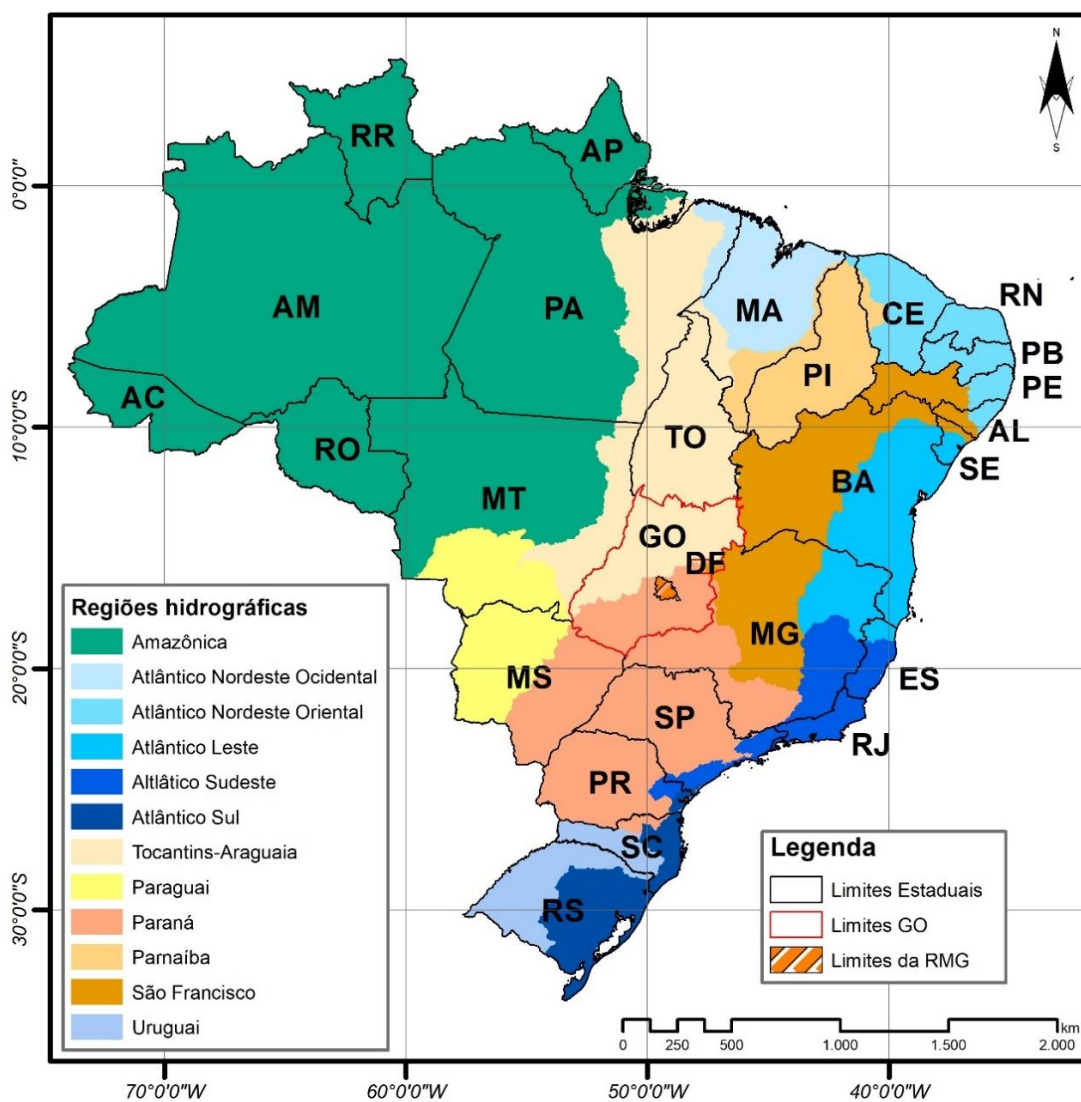 N
S
RR
AP
0°0'0"
AM
PA
MA
CE
RN
PB
PI
PE
AC
TO
AL
10°0'0"S
RO
SE
BA
MT
GO
DF
MG
MS
ES
20°0'0"S
SP
RJ
PR
SC
30°0'0"S
RS
Regiões hidrográficas
Amazônica
Atlântico Nordeste Ocidental
Atlântico Nordeste Oriental
Atlântico Leste
Altlâtico Sudeste
Atlântico Sul
Tocantins-Araguaia
Paraguai
Paraná
Parnaíba
São Francisco
Uruguai
Legenda
Limites Estaduais
Limites GO
Limites da RMG
km
0 250 500 1.000 1.500 2.000
70°0'0"W 60°0'0"W 50°0'0"W 40°0'0"W